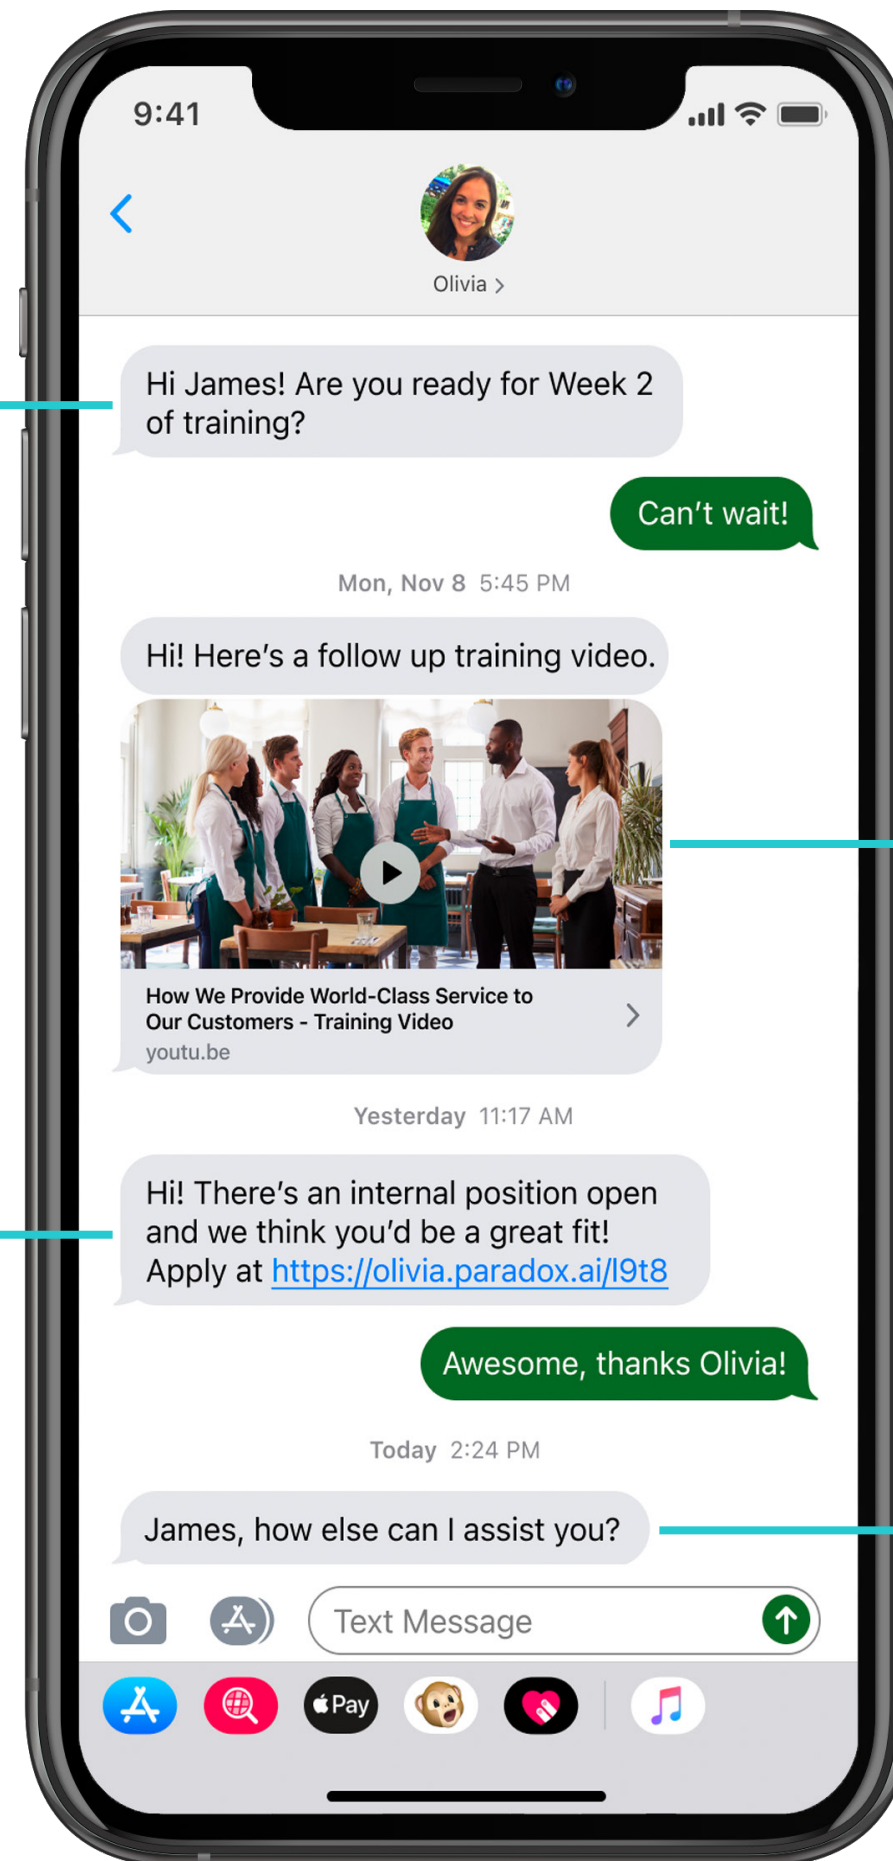 9:41
Olivia
Hi James! Are you ready for Week 2
of training?
Can't wait!
Mon, Nov 8 5:45 PM
Hi! Here's a follow up training video.
How We Provide World-Class Service to
Our Customers - Training Video
youtu.be
Yesterday 11:17 AM
Hi! There's an internal position open
and we think you'd be a great fit!
Apply at https://olivia.paradox.ai/l9t8
Awesome, thanks Olivia!
Today 2:24 PM
James, how else can I assist you?
Text Message
Pay